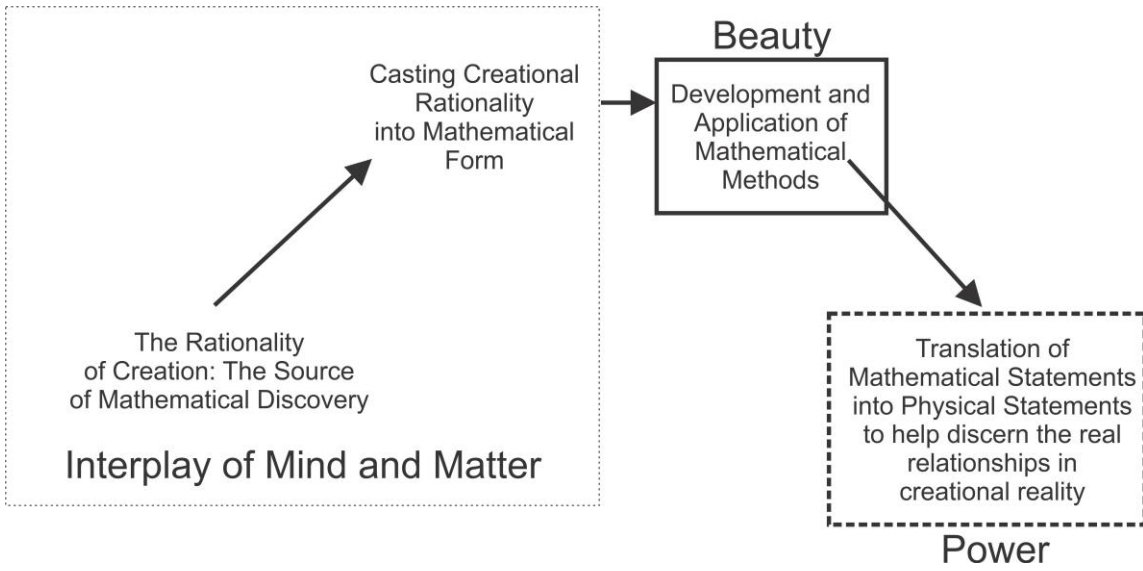 Casting Creational
Rationality
into Mathematical
Form
The Rationality
of Creation: The Source
of Mathematical Discovery
Interplay of Mind and Matter
Beauty
Development and
Application of
Mathematical
Methods
Translation of
Mathematical Statements
into Physical Statements
to help discern the real
relationships in
creational reality
Power